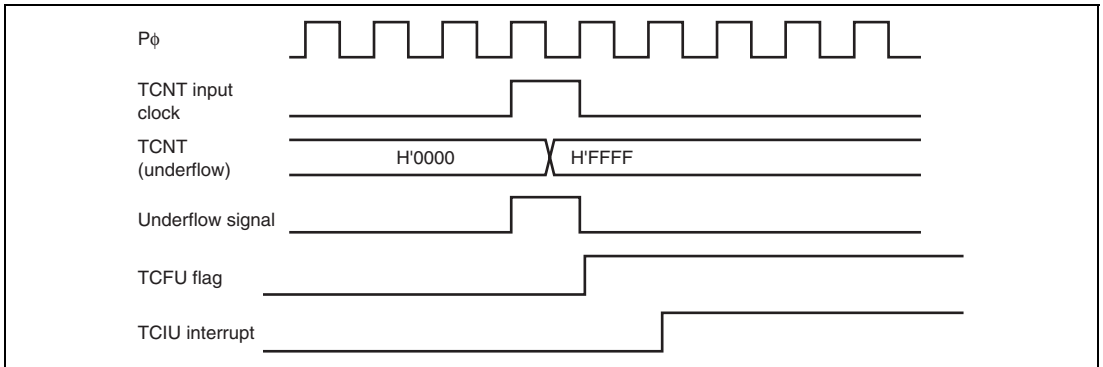 Pϕ
TCNT input
clock
TCNT
(underflow)
H'0000
H'FFFF
Underflow signal
TCFU flag
TCIU interrupt